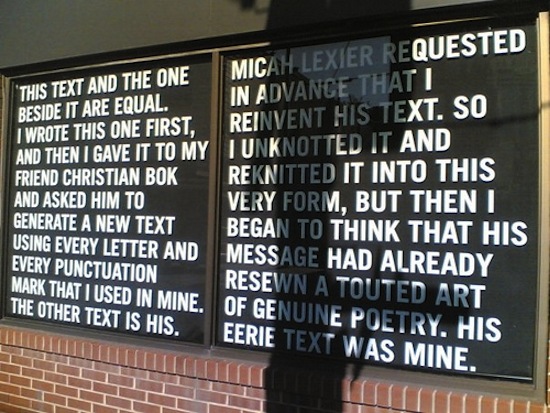 THIS TEXT AND THE ONE
BESIDE IT ARE EQUAL.
I WROTE THIS ONE FIRST,
AND THEN I GAVE IT TO MY
FRIEND CHRISTIAN BOK
AND ASKED HIM TO
GENERATE A NEW TEXT
USING EVERY LETTER AND
EVERY PUNCTUATION
MARK THAT I USED IN MINE.
THE OTHER TEXT IS HIS.
MICAH LEXIER REQUESTED
IN ADVANCE THAT I
REINVENT HIS TEXT. SO
I UNKNOTTED IT AND
REKNITTED IT INTO THIS
VERY FORM, BUT THEN I
BEGAN TO THINK THAT HIS
MESSAGE HAD ALREADY
RESEWN A TOUTED ART
OF GENUINE POETRY. HIS
EERIE TEXT WAS MINE.